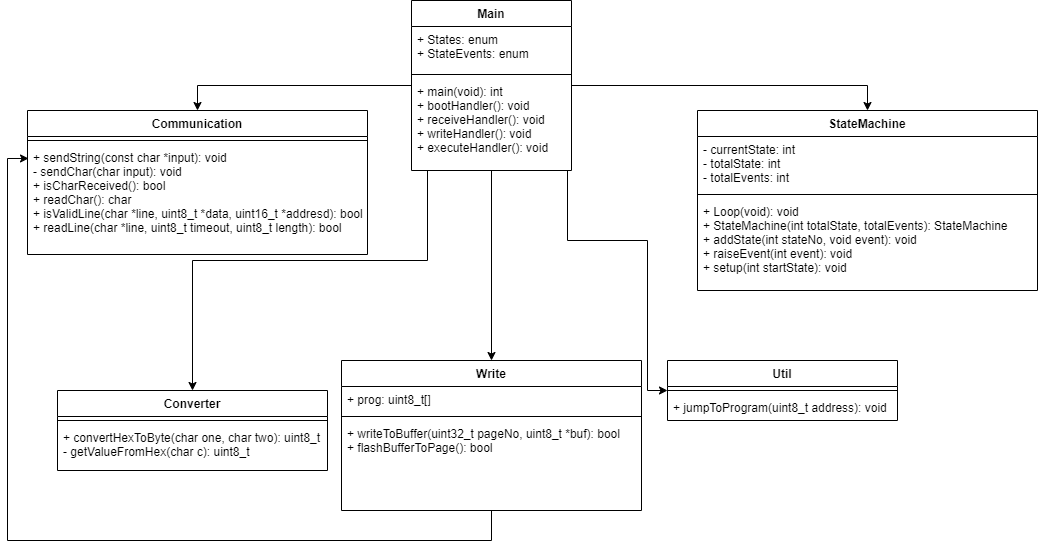 Main
+ States: enum
+ StateEvents: enum
+ main(void): int
+ bootHandler(): void
+ receiveHandler(): void
+ writeHandler(): void
+ executeHandler(): void
Communication
+ sendString(const char *input): void
- sendChar(char input): void
+ isCharReceived(): bool
+ readChar(): char
+ isValidLine(char *line, uint8_t *data, uint16_t *addresd): bool
+ readLine(char *line, uint8_t timeout, uint8_t length): bool
StateMachine
- currentState: int
- totalState: int
- totalEvents: int
+ Loop(void): void
+ StateMachine(int totalState, totalEvents): StateMachine
+ addState(int stateNo, void event): void
+ raiseEvent(int event): void
+ setup(int startState): void
Converter
+ convertHexToByte(char one, char two): uint8_t
- getValueFromHex(char c): uint8_t
Write
+ prog: uint8_t[]
+ writeToBuffer(uint32_t pageNo, uint8_t *buf): bool
+ flashBufferToPage(): bool
Util
+ jumpToProgram(uint8_t address): void